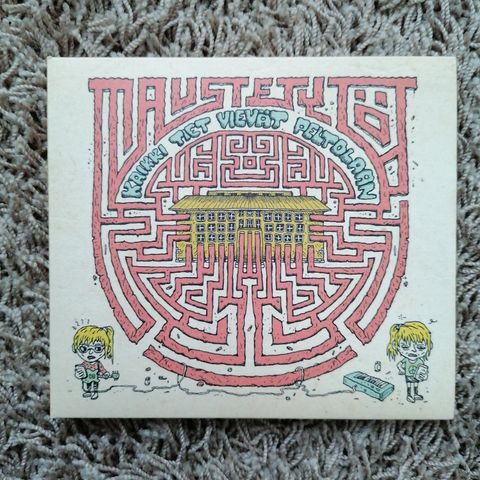 MAUSTETYTÖT
KAIKKI TIET VIEVÄT PELTOLAAN